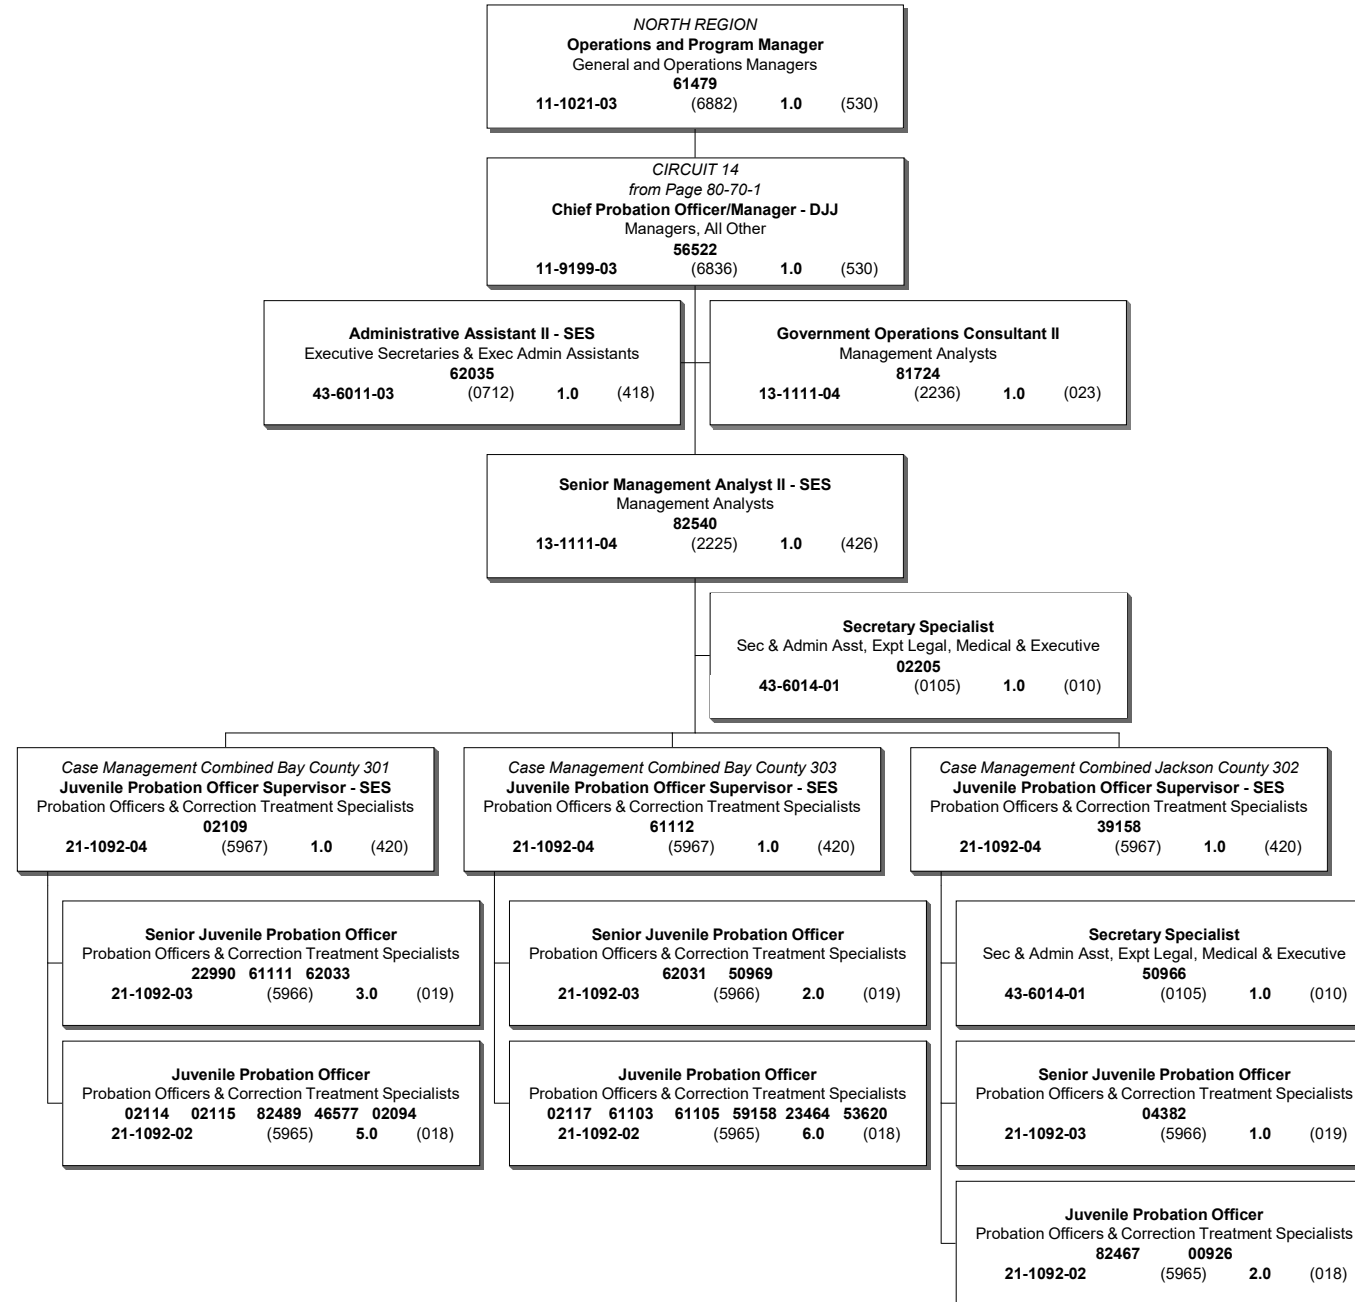 NORTH REGION
Operations and Program Manager
General and Operations Managers
61479
11-1021-03 (6882) 1.0 (530)
CIRCUIT 14
from Page 80-70-1
Chief Probation Officer/Manager - DJJ
Managers, All Other
56522
11-9199-03 (6836) 1.0 (530)
Administrative Assistant II - SES
Executive Secretaries & Exec Admin Assistants
62035
43-6011-03 (0712) 1.0 (418)
Government Operations Consultant II
Management Analysts
81724
13-1111-04 (2236) 1.0 (023)
Senior Management Analyst II - SES
Management Analysts
82540
13-1111-04 (2225) 1.0 (426)
Secretary Specialist
Sec & Admin Asst, Expt Legal, Medical & Executive
02205
43-6014-01 (0105) 1.0 (010)
Case Management Combined Bay County 301
Juvenile Probation Officer Supervisor - SES
Probation Officers & Correction Treatment Specialists
02109
21-1092-04 (5967) 1.0 (420)
Senior Juvenile Probation Officer
Probation Officers & Correction Treatment Specialists
22990 61111 62033
21-1092-03 (5966) 3.0 (019)
Juvenile Probation Officer
Probation Officers & Correction Treatment Specialists
02114 02115 82489 46577 02094
21-1092-02 (5965) 5.0 (018)
Case Management Combined Bay County 303
Juvenile Probation Officer Supervisor - SES
Probation Officers & Correction Treatment Specialists
61112
21-1092-04 (5967) 1.0 (420)
Senior Juvenile Probation Officer
Probation Officers & Correction Treatment Specialists
62031 50969
21-1092-03 (5966) 2.0 (019)
Juvenile Probation Officer
Probation Officers & Correction Treatment Specialists
02117 61103 61105 59158 23464 53620
21-1092-02 (5965) 6.0 (018)
Case Management Combined Jackson County 302
Juvenile Probation Officer Supervisor - SES
Probation Officers & Correction Treatment Specialists
39158
21-1092-04 (5967) 1.0 (420)
Secretary Specialist
Sec & Admin Asst, Expt Legal, Medical & Executive
50966
43-6014-01 (0105) 1.0 (010)
Senior Juvenile Probation Officer
Probation Officers & Correction Treatment Specialists
04382
21-1092-03 (5966) 1.0 (019)
Juvenile Probation Officer
Probation Officers & Correction Treatment Specialists
82467 00926
21-1092-02 (5965) 2.0 (018)